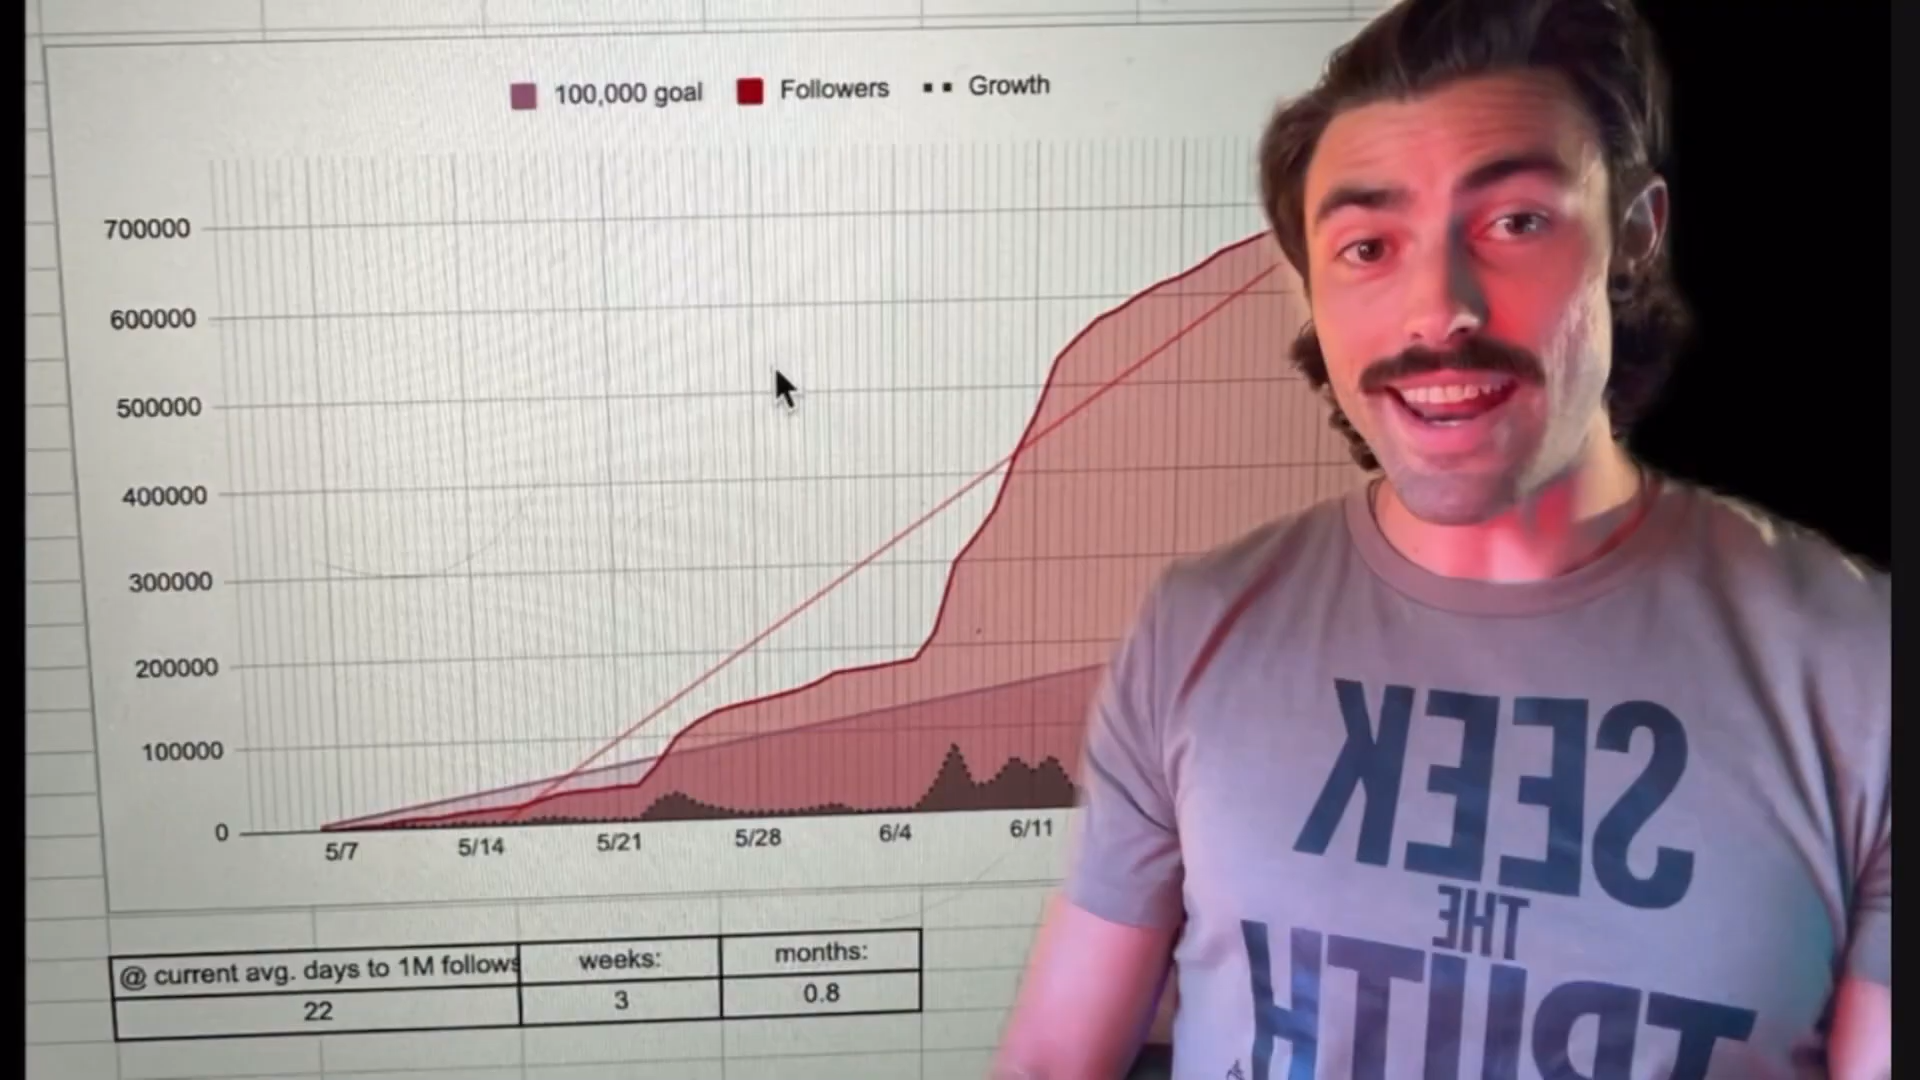 100,000 goal Followers Growth
700000
600000
500000
400000
300000
200000
100000
0
5/7 5/14 5/21 5/28 6/4 6/11
@ current avg. days to 1M follows weeks: months:
22 3 0.8
SEEK
THE
TRUTH